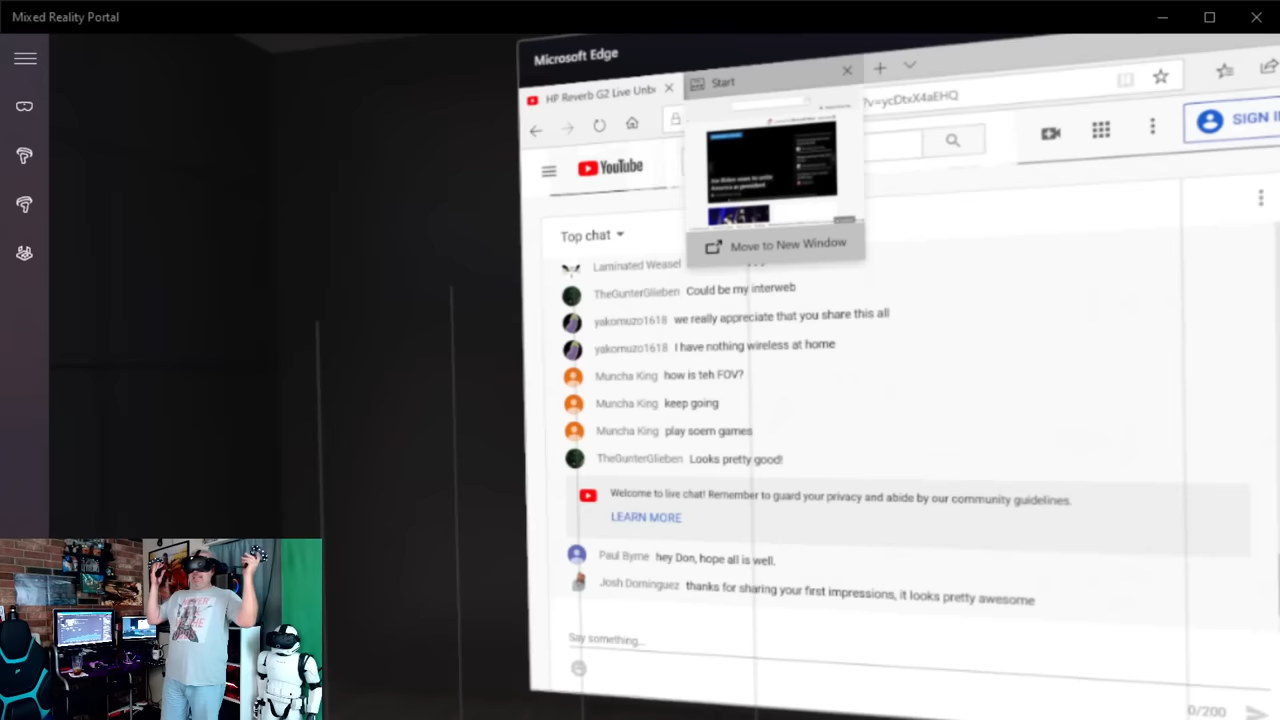 Mixed Reality Portal
Microsoft Edge
HP Reverb G2 Live Unb
Start
?v=ycDtxX4aEHQ
YouTube
SIGN I
Move to New Window
Top chat
Laminated Weasel
TheGunterGlieben Could be my interweb
yakomuzo1618 we really appreciate that you share this all
yakomuzo1618 I have nothing wireless at home
Muncha King how is teh FOV?
Muncha King keep going
Muncha King play soem games
TheGunterGlieben Looks pretty good!
Welcome to live chat! Remember to guard your privacy and abide by our community guidelines.
LEARN MORE
Paul Byrne hey Don, hope all is well.
Josh Dominguez thanks for sharing your first impressions, it looks pretty awesome
Say something...
0/200